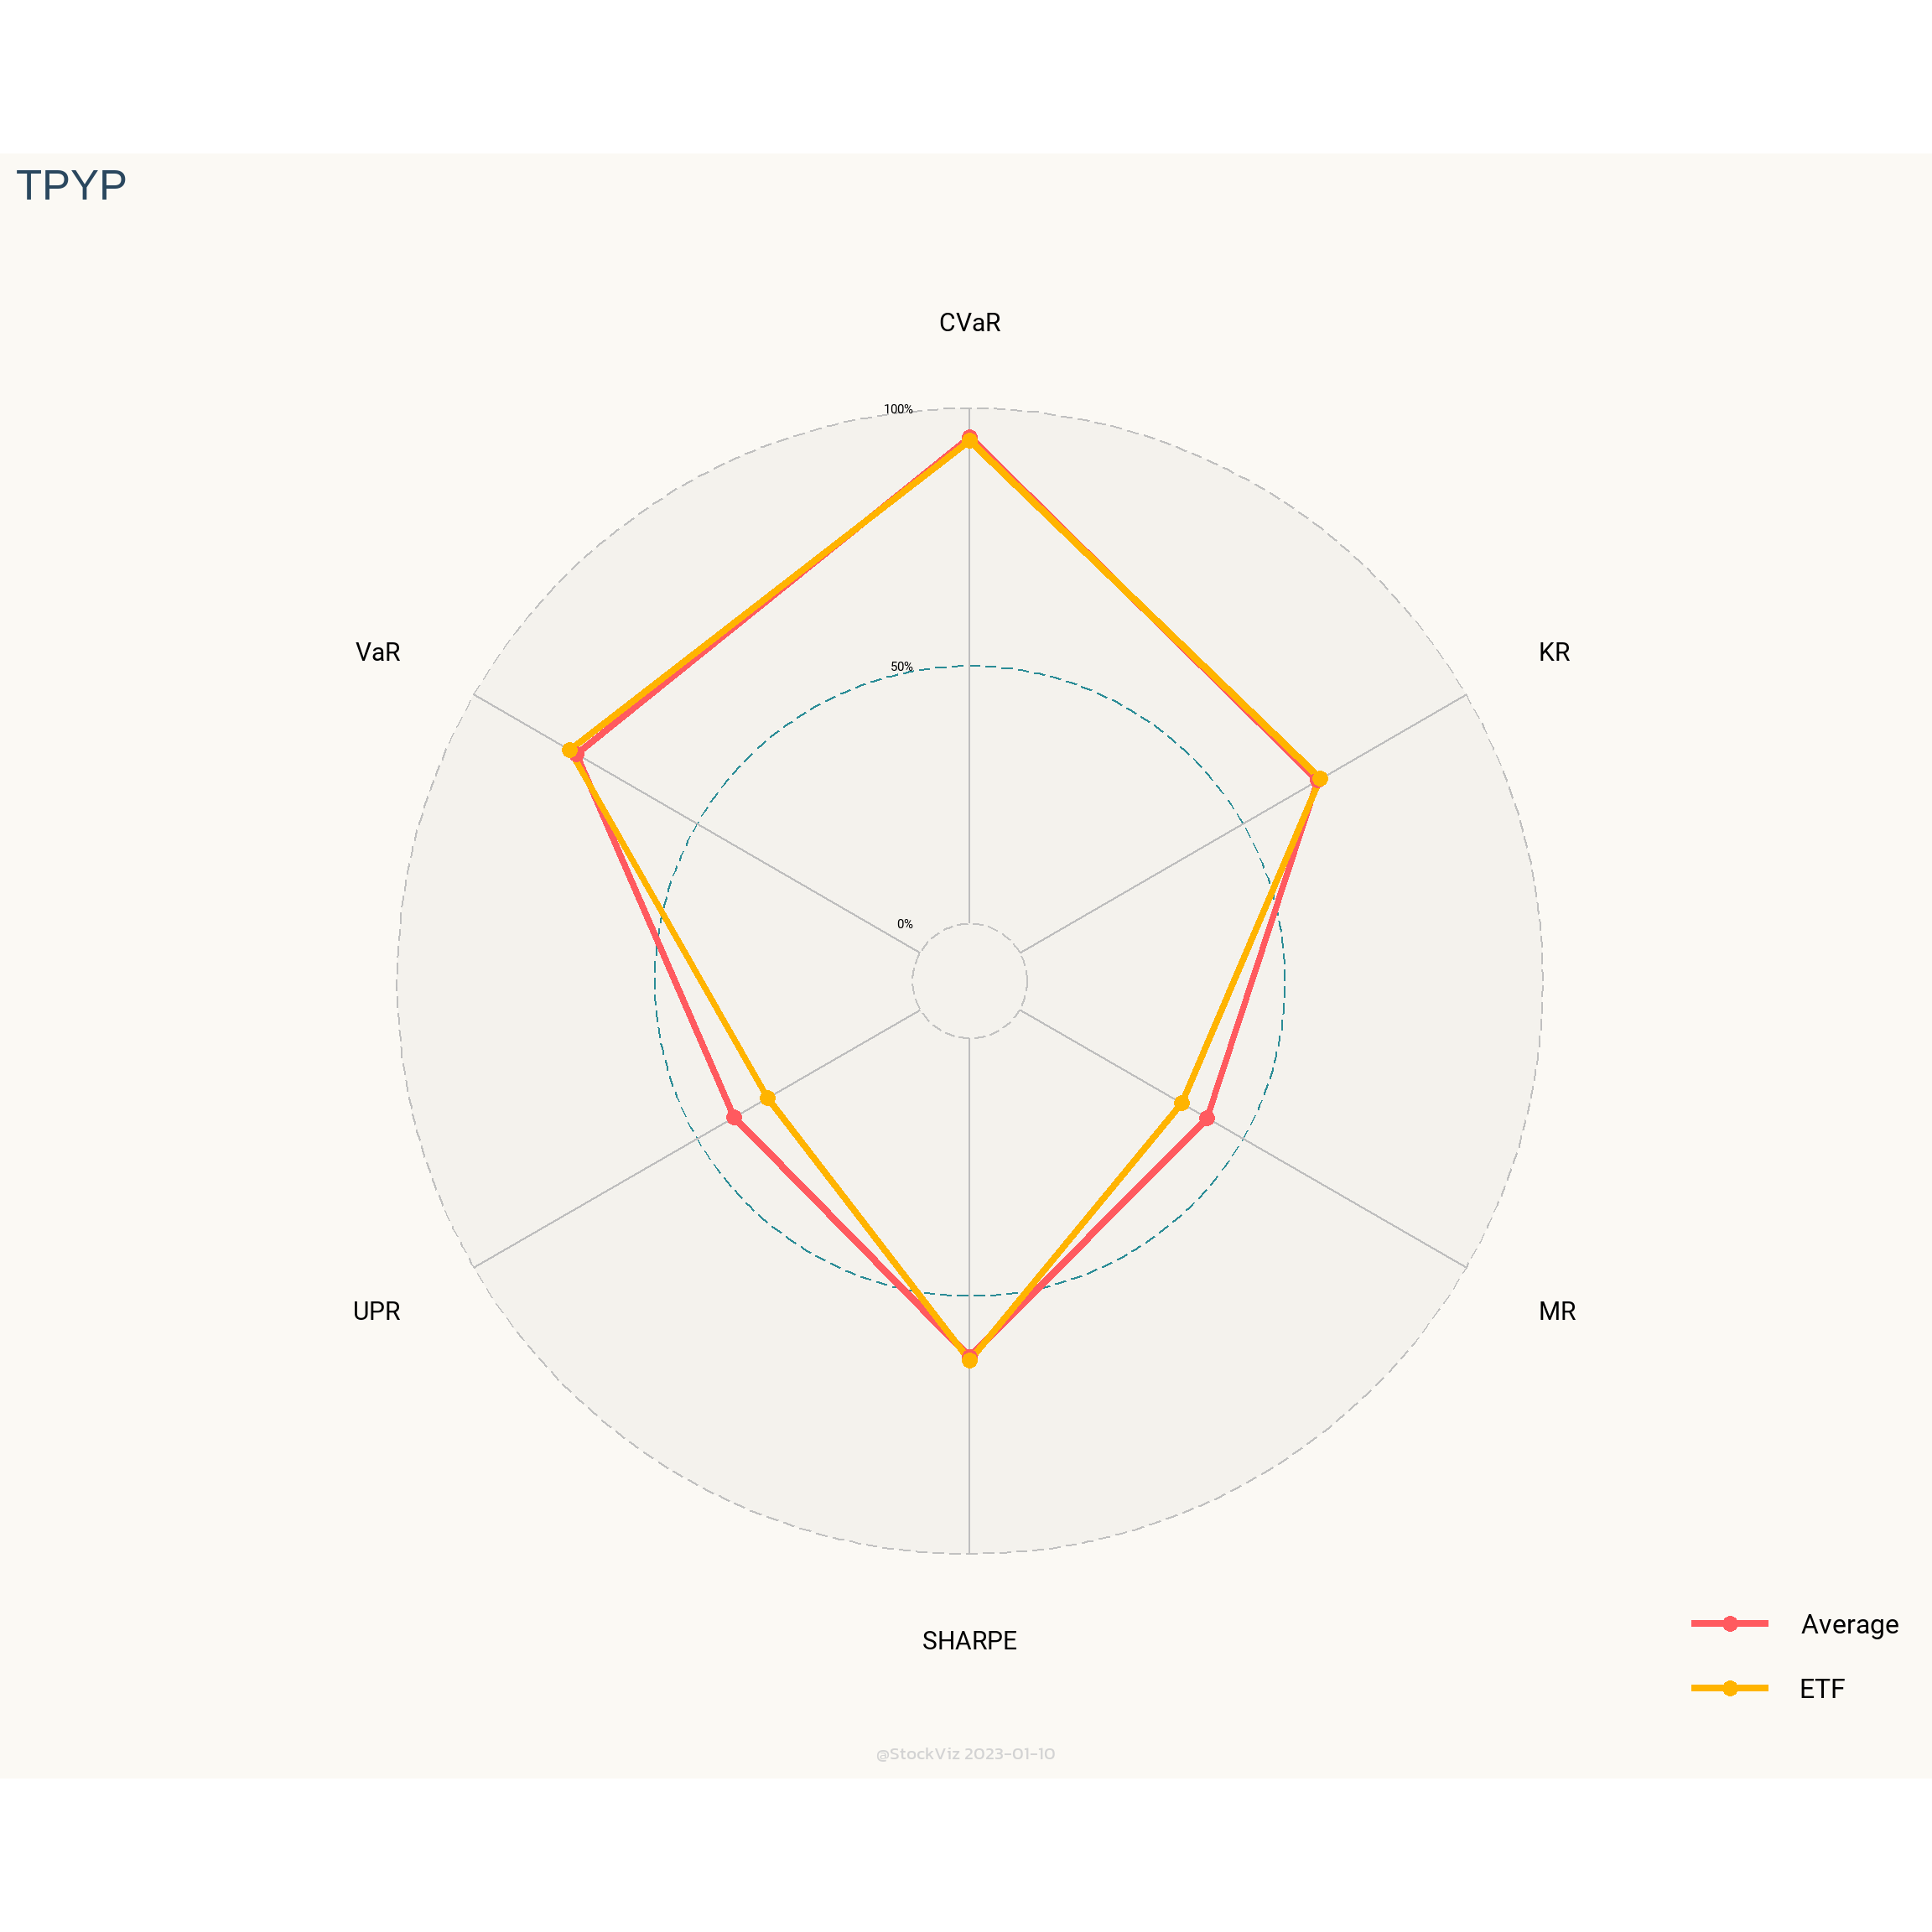 TPYP
CVaR
100%
VaR
KR
50%
0%
UPR
MR
SHARPE
Average
ETF
@StockViz 2023-01-10